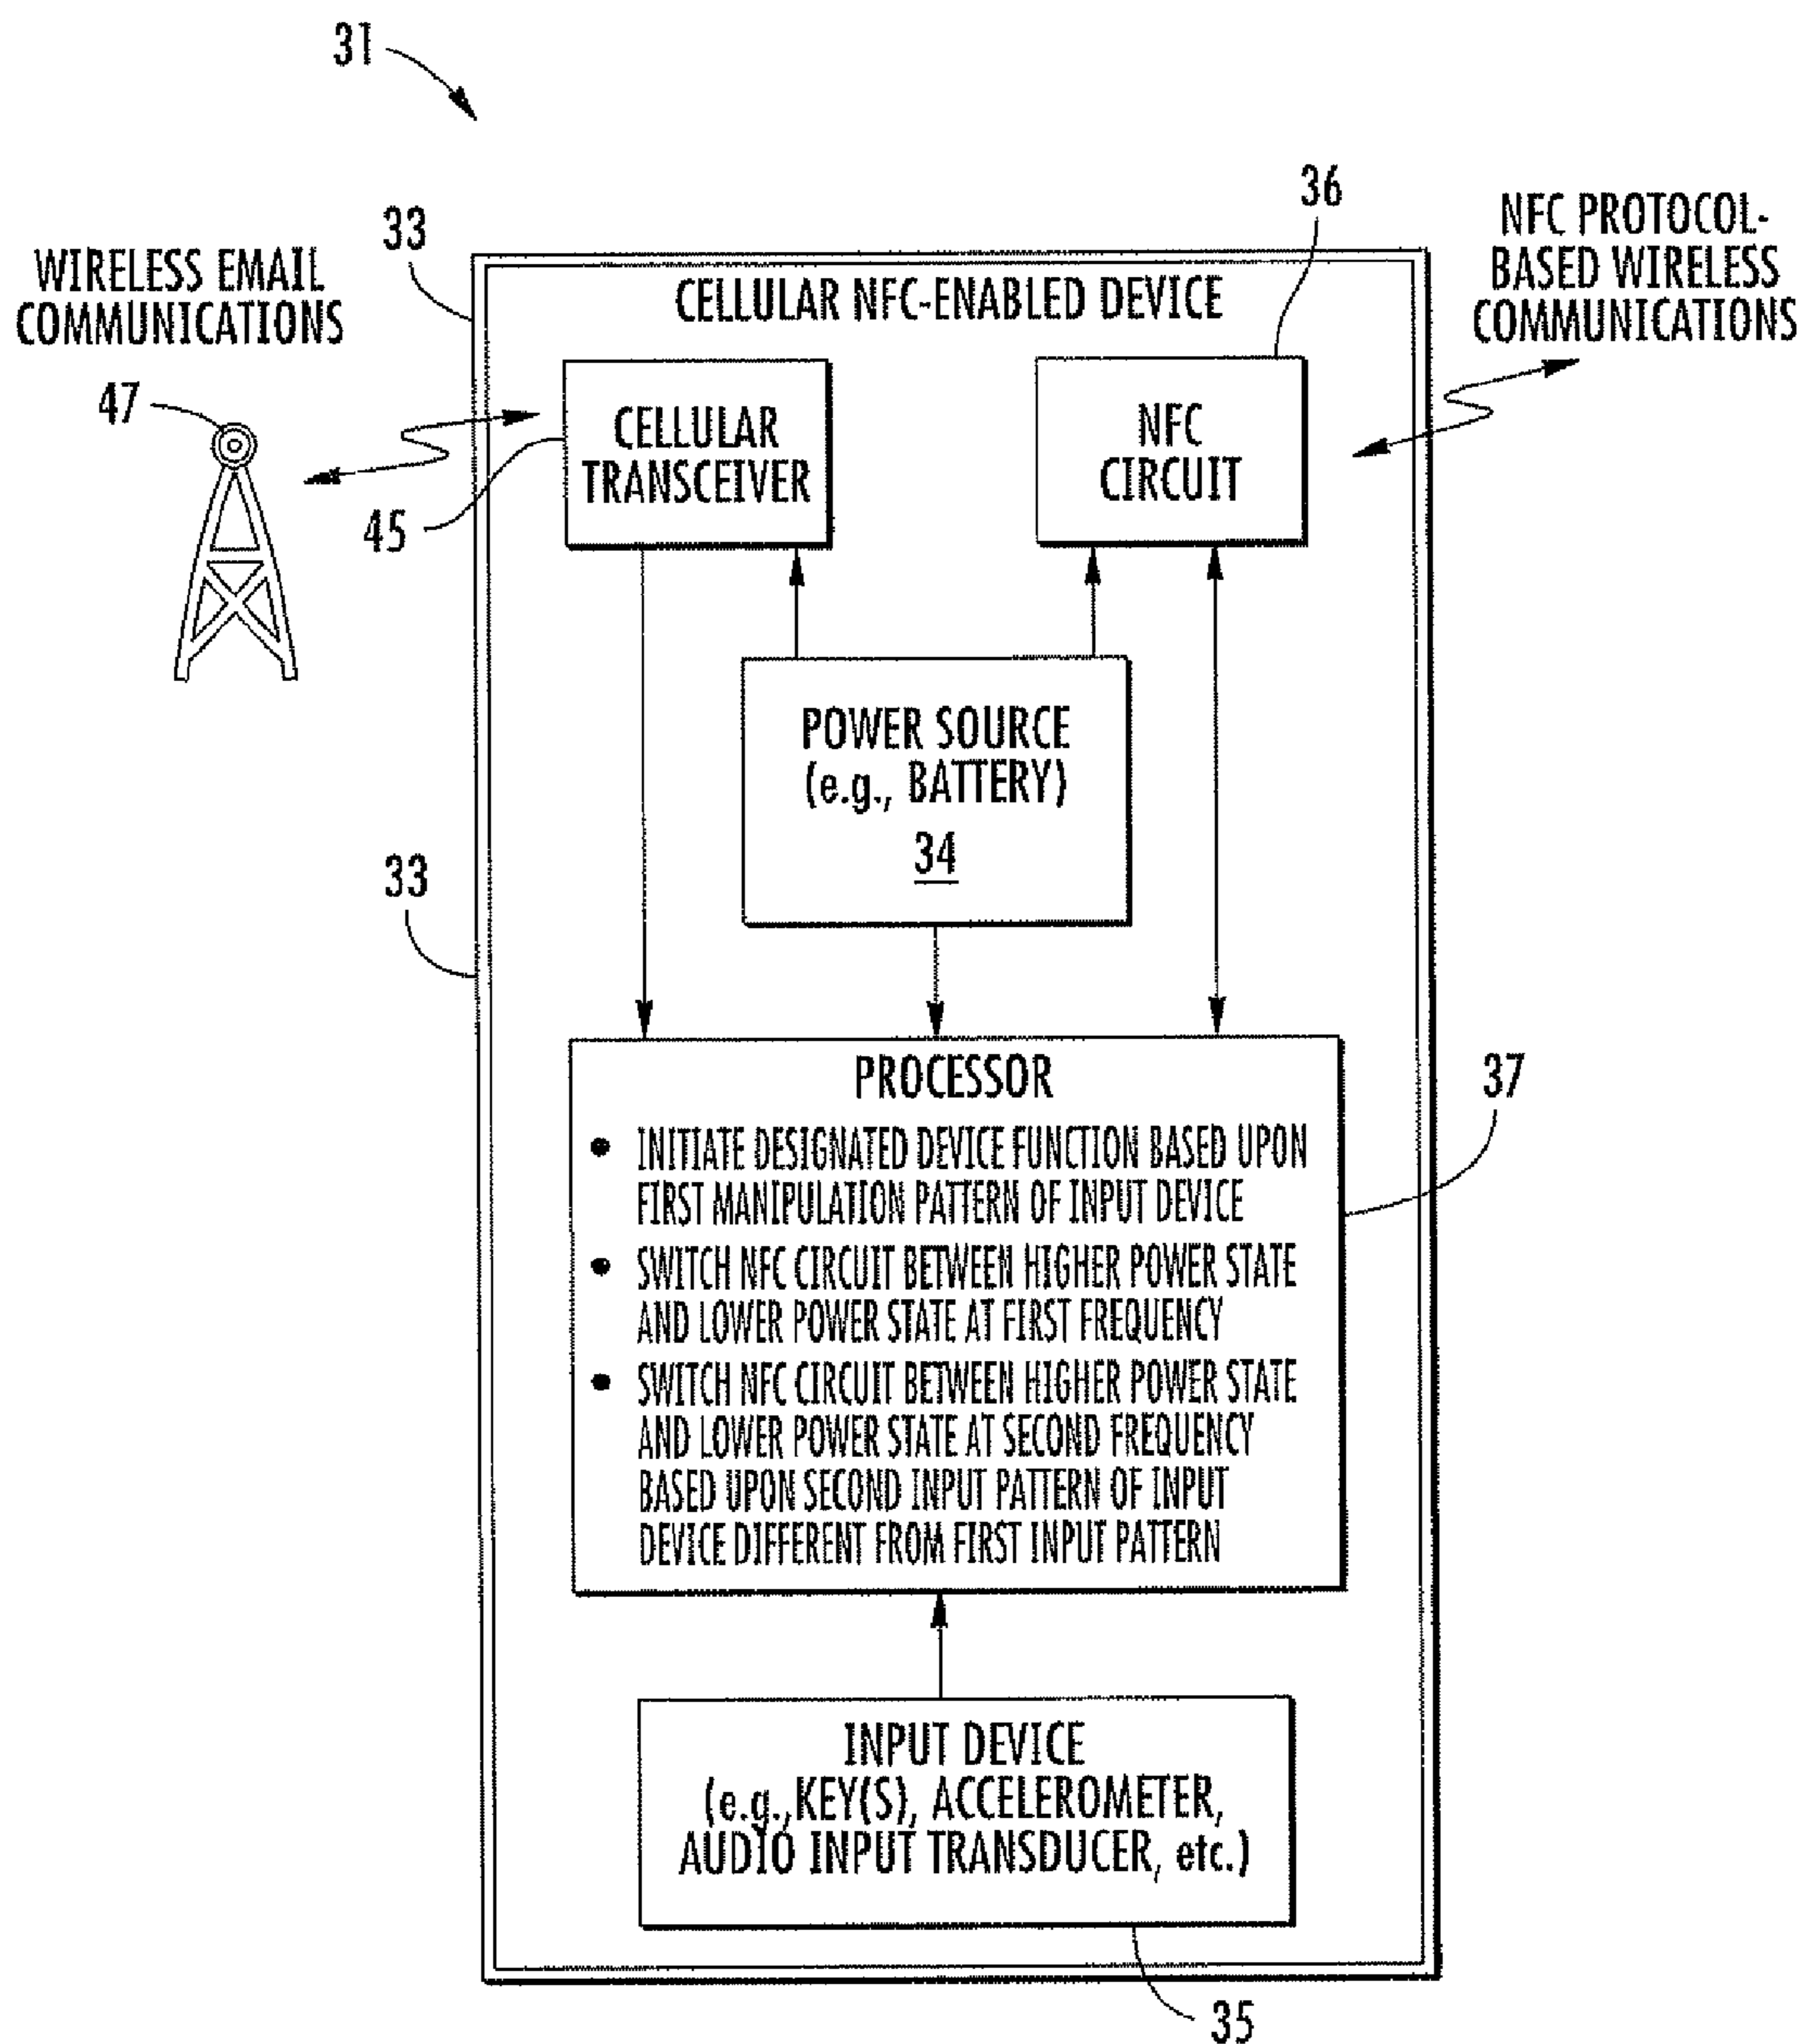 31
36
33
WIRELESS EMAIL
COMMUNICATIONS
NFC PROTOCOL-
BASED WIRELESS
COMMUNICATIONS
CELLULAR NFC-ENABLED DEVICE
47
CELLULAR
TRANSCEIVER
45
NFC
CIRCUIT
POWER SOURCE
(e.g., BATTERY)
34
33
PROCESSOR
37
• INITIATE DESIGNATED DEVICE FUNCTION BASED UPON
FIRST MANIPULATION PATTERN OF INPUT DEVICE
• SWITCH NFC CIRCUIT BETWEEN HIGHER POWER STATE
AND LOWER POWER STATE AT FIRST FREQUENCY
• SWITCH NFC CIRCUIT BETWEEN HIGHER POWER STATE
AND LOWER POWER STATE AT SECOND FREQUENCY
BASED UPON SECOND INPUT PATTERN OF INPUT
DEVICE DIFFERENT FROM FIRST INPUT PATTERN
INPUT DEVICE
(e.g.,KEY(S), ACCELEROMETER,
AUDIO INPUT TRANSDUCER, etc.)
35